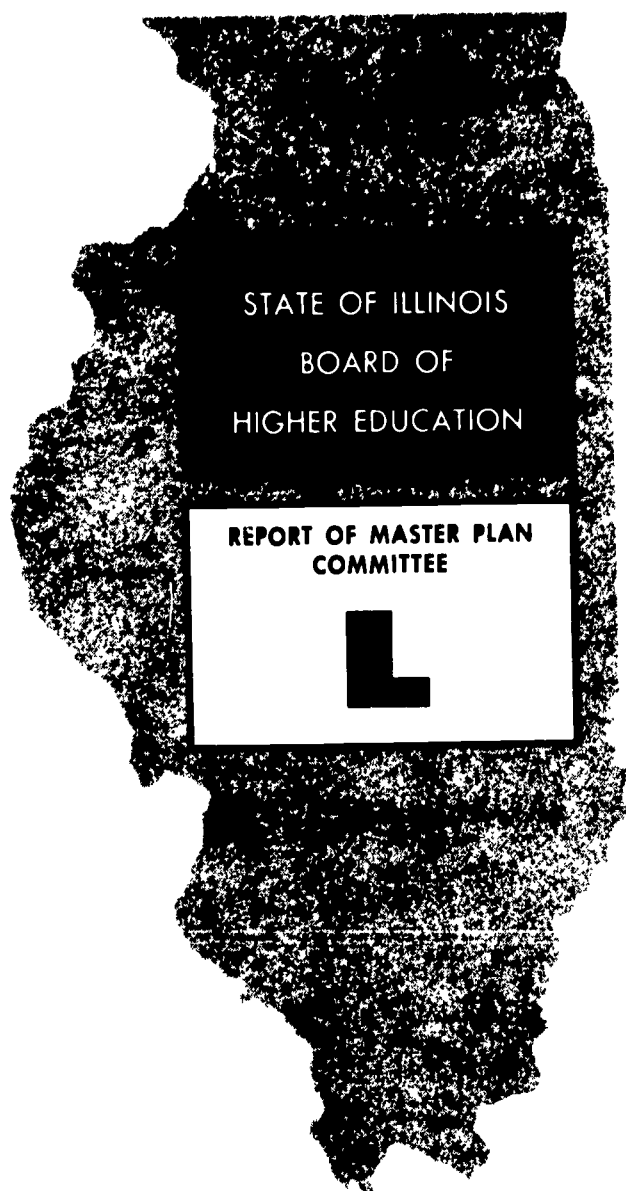 STATE OF ILLINOIS
BOARD OF
HIGHER EDUCATION
REPORT OF MASTER PLAN
COMMITTEE
L